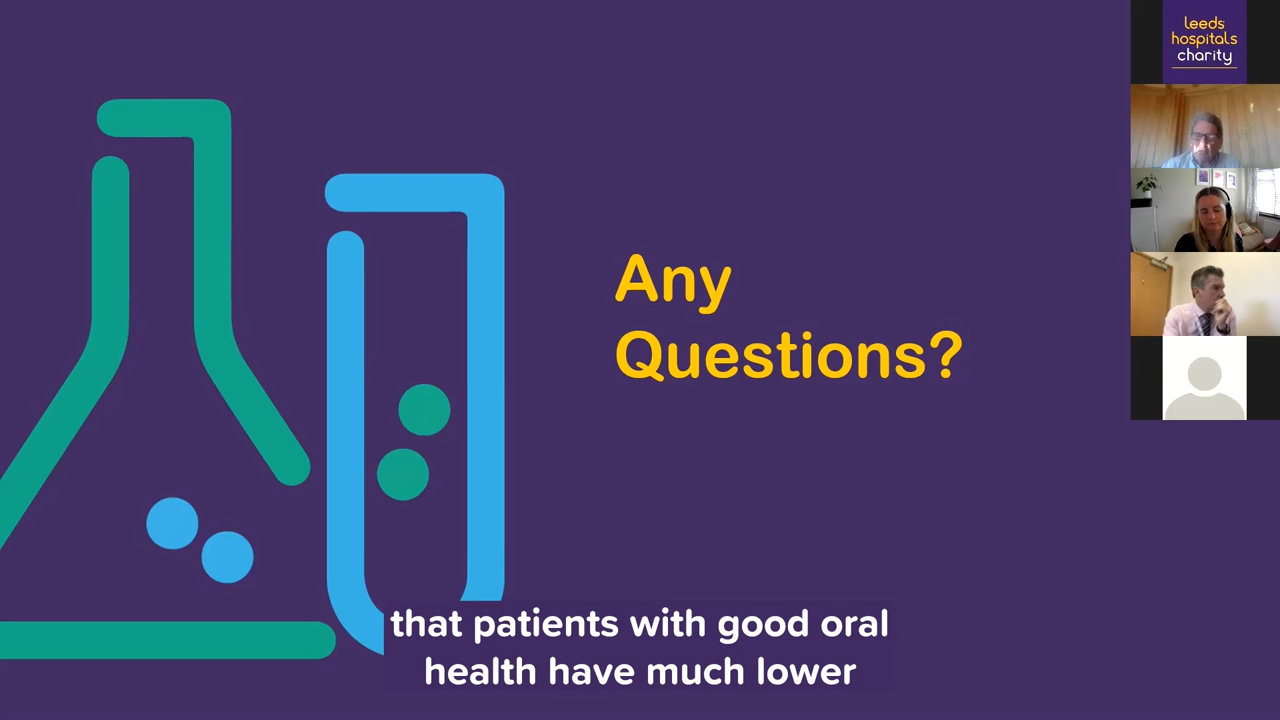 leeds
hospitals
charity
Any
Questions?
that patients with good oral
health have much lower